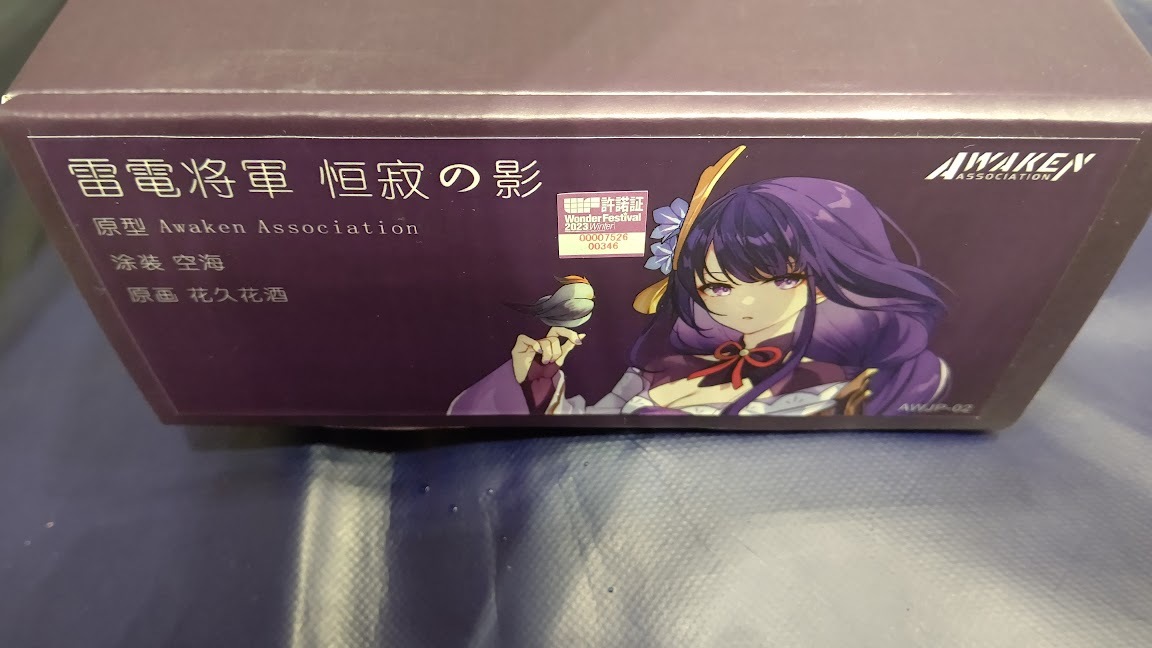 雷電将軍 恒寂の影
原型 Awaken Association
涂装 空海
原画 花久花酒
許諾証
Wonder Festival
2023 Winter
00007526
00346
AWAKEN
ASSOCIATION
AWJP-02